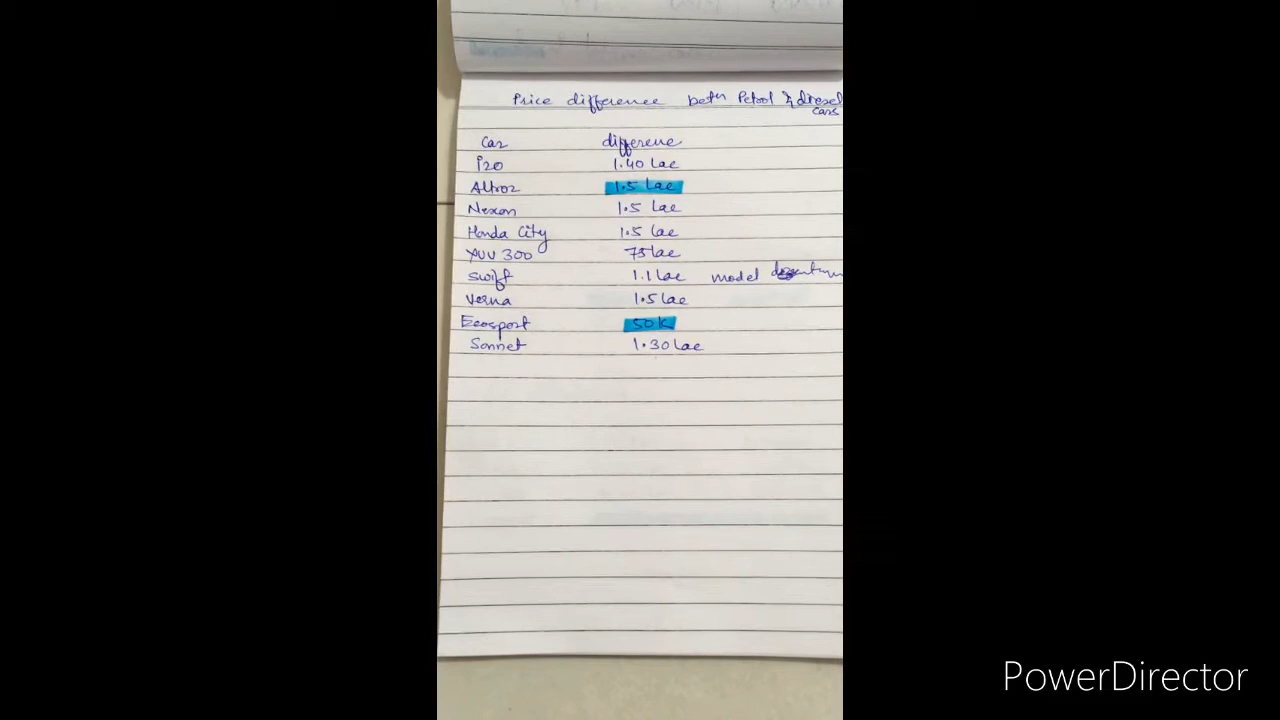 Price difference betn Petrol & diesel
cars
Car difference
i20 1.40 Lac
Altroz 1.5 Lac
Nexon 1.5 Lac
Honda City 1.5 Lac
XUV 300 75 Lac
Swift 1.1 Lac model
Verna 1.5 Lac
Ecosport 50 K
Sonnet 1.30 Lac
PowerDirector